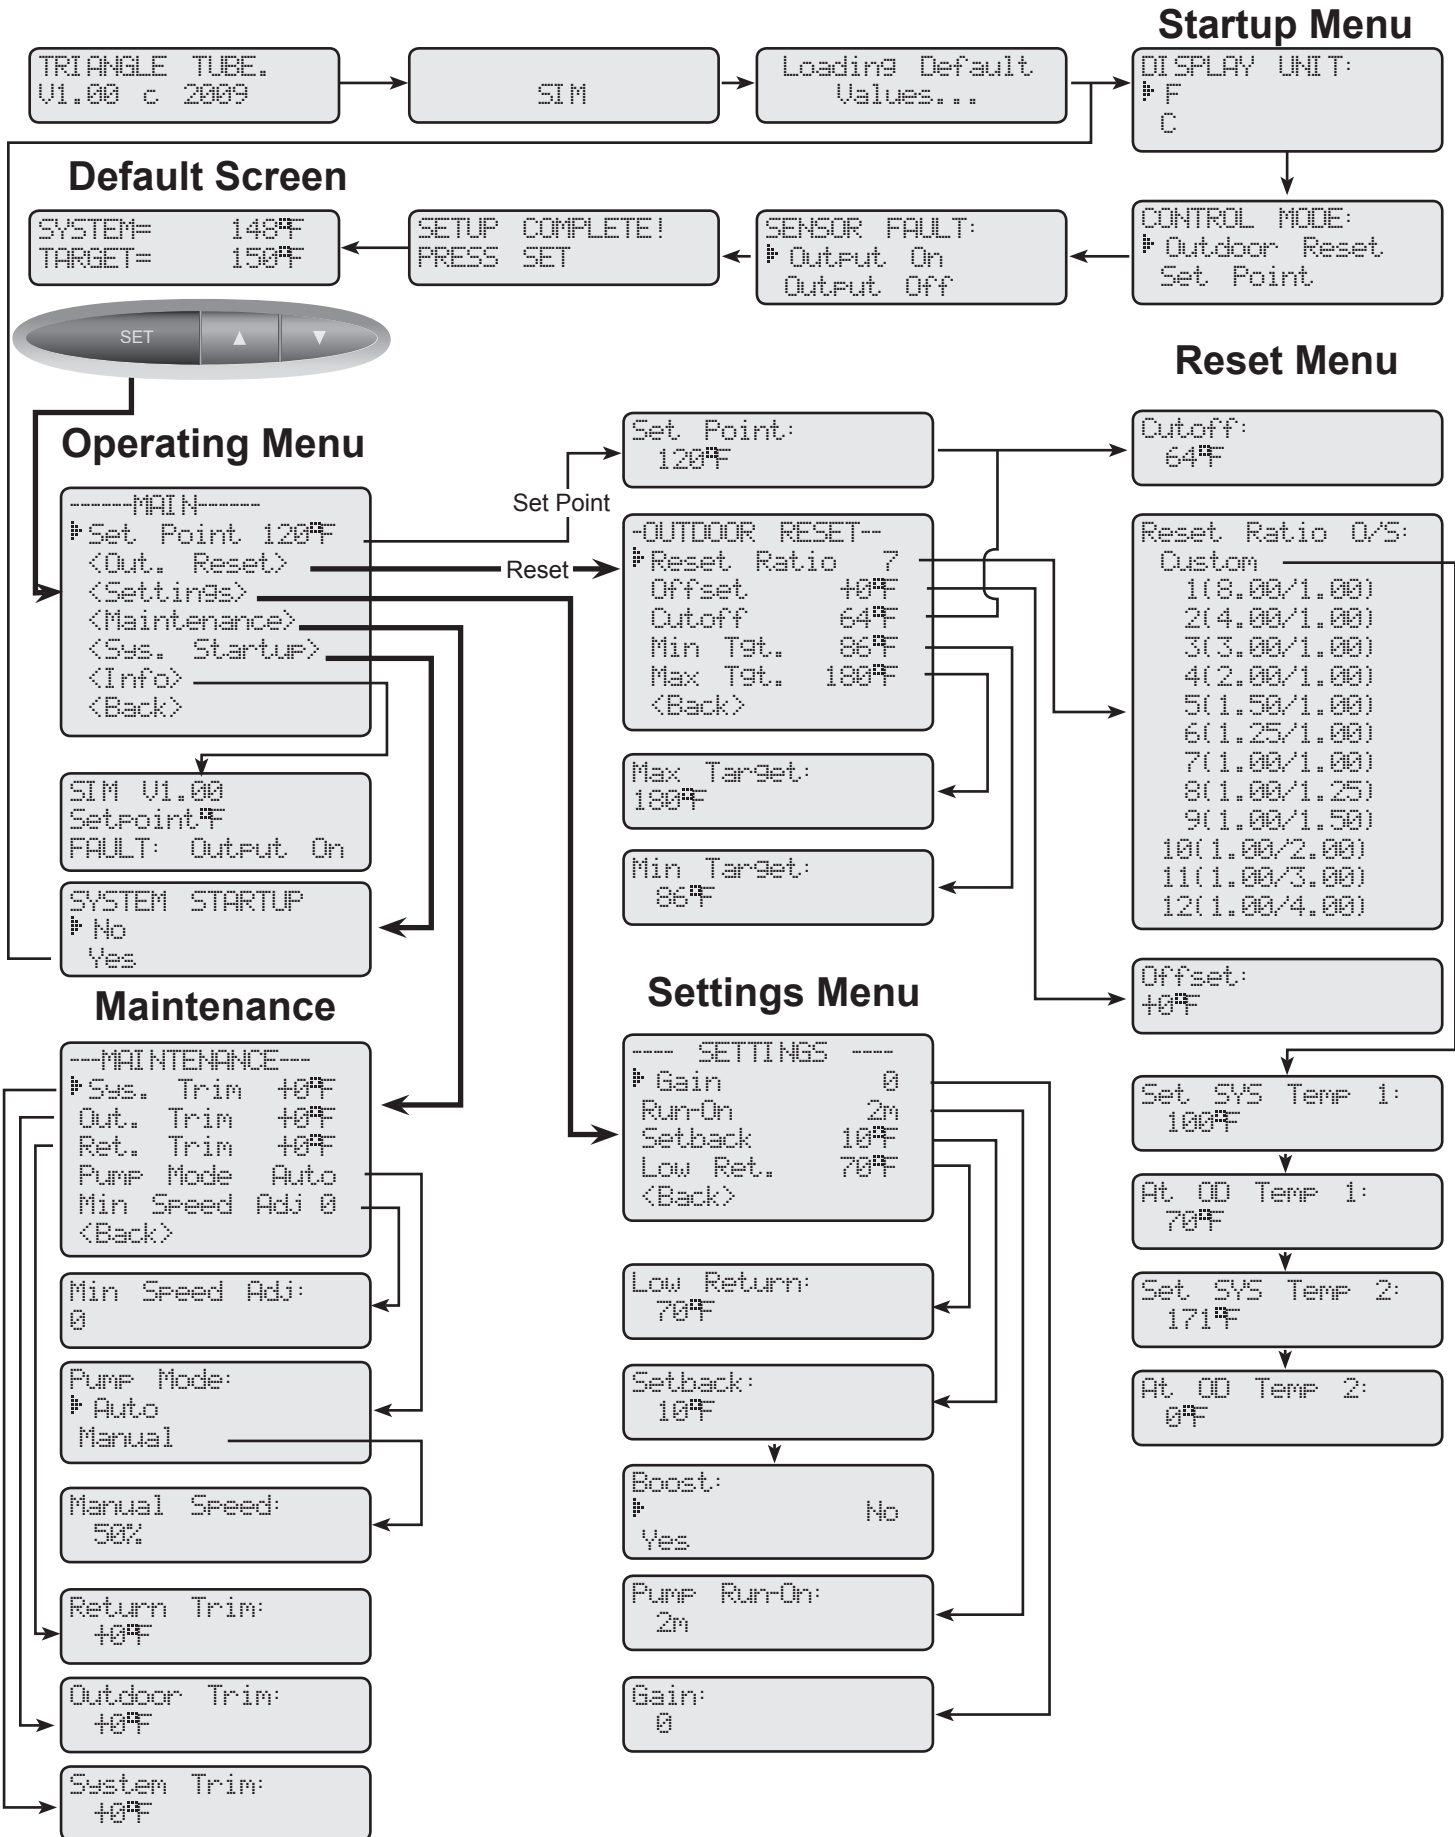 Startup Menu
TRIANGLE TUBE.
V1.00 c 2009
SIM
Loading Default
Values...
DISPLAY UNIT:
F
C
Default Screen
SYSTEM= 148°F
TARGET= 150°F
SETUP COMPLETE!
PRESS SET
SENSOR FAULT:
Output On
Output Off
CONTROL MODE:
Outdoor Reset
Set Point
SET ▲ ▼
Reset Menu
Operating Menu
------MAIN------
Set Point 120°F
<Out. Reset>
<Settings>
<Maintenance>
<Sys. Startup>
<Info>
<Back>
Set Point
Reset
Set Point:
120°F
-OUTDOOR RESET--
Reset Ratio 7
Offset +0°F
Cutoff 64°F
Min Tgt. 86°F
Max Tgt. 180°F
<Back>
Max Target:
180°F
Min Target:
86°F
Cutoff:
64°F
Reset Ratio O/S:
Custom
1(8.00/1.00)
2(4.00/1.00)
3(3.00/1.00)
4(2.00/1.00)
5(1.50/1.00)
6(1.25/1.00)
7(1.00/1.00)
8(1.00/1.25)
9(1.00/1.50)
10(1.00/2.00)
11(1.00/3.00)
12(1.00/4.00)
Offset:
+0°F
Set SYS Temp 1:
100°F
At OD Temp 1:
70°F
Set SYS Temp 2:
171°F
At OD Temp 2:
0°F
SIM V1.00
Setpoint°F
FAULT: Output On
SYSTEM STARTUP
No
Yes
Maintenance
---MAINTENANCE---
Sys. Trim +0°F
Out. Trim +0°F
Ret. Trim +0°F
Pump Mode Auto
Min Speed Adj 0
<Back>
Min Speed Adj:
0
Pump Mode:
Auto
Manual
Manual Speed:
50%
Return Trim:
+0°F
Outdoor Trim:
+0°F
System Trim:
+0°F
Settings Menu
---- SETTINGS ----
Gain 0
Run-On 2m
Setback 10°F
Low Ret. 70°F
<Back>
Low Return:
70°F
Setback:
10°F
Boost:
No
Yes
Pump Run-On:
2m
Gain:
0